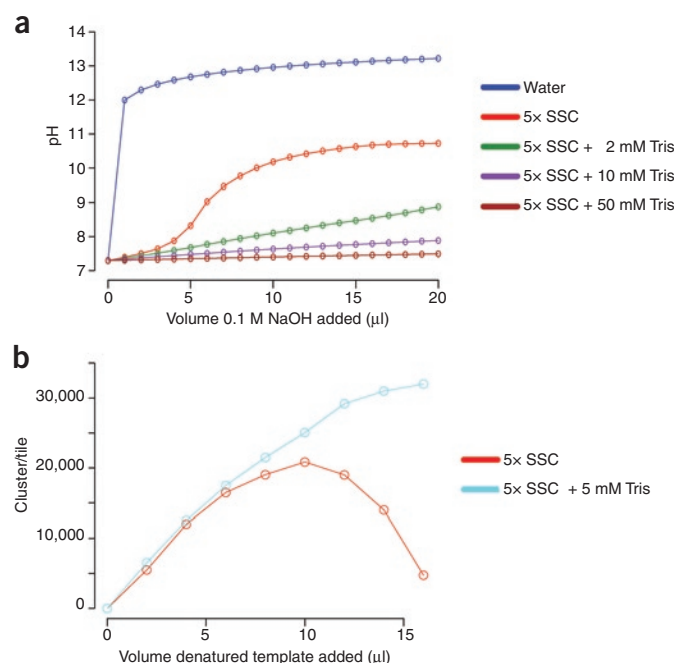 a
14
13
12
11
10
9
8
7
pH
0
5
10
15
20
Volume 0.1 M NaOH added (µl)
Water
5× SSC
5× SSC + 2 mM Tris
5× SSC + 10 mM Tris
5× SSC + 50 mM Tris
b
30,000
20,000
10,000
0
Cluster/tile
0
5
10
15
Volume denatured template added (µl)
5× SSC
5× SSC + 5 mM Tris